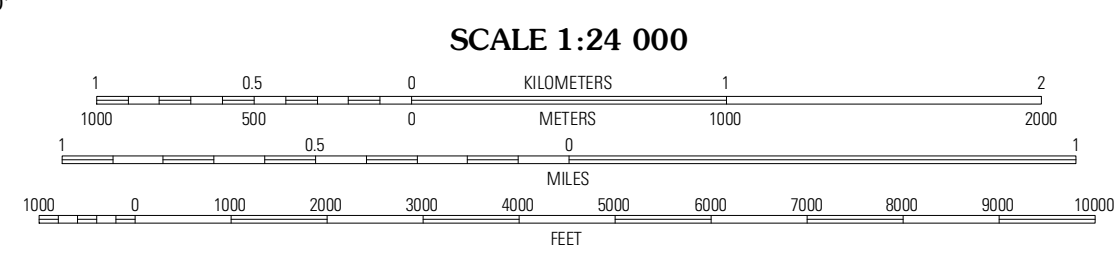 SCALE 1:24 000
1 0.5 0 KILOMETERS 1 2
1000 500 0 METERS 1000 2000
1 0.5 0 1
MILES
1000 0 1000 2000 3000 4000 5000 6000 7000 8000 9000 10000
FEET